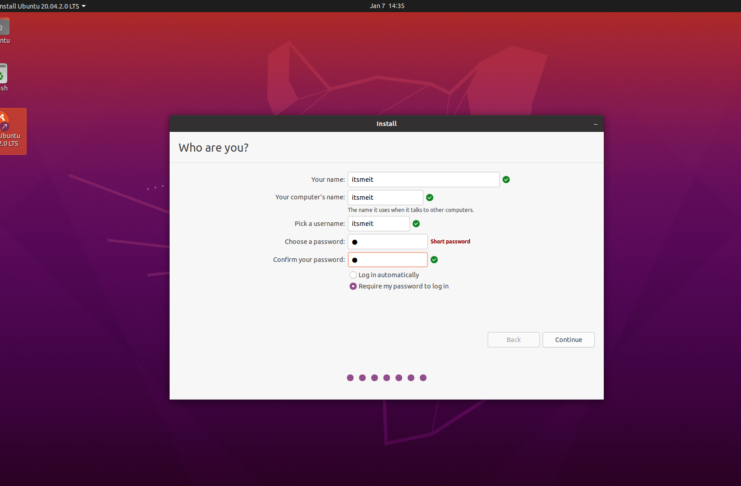 nstall Ubuntu 20.04.2.0 LTS
Jan 7 14:35
ntu
sh
Ubuntu
2.0 LTS
Install
Who are you?
Your name: itsmeit
Your computer's name: itsmeit
The name it uses when it talks to other computers.
Pick a username: itsmeit
Choose a password: Short password
Confirm your password:
Log in automatically
Require my password to log in
Back Continue